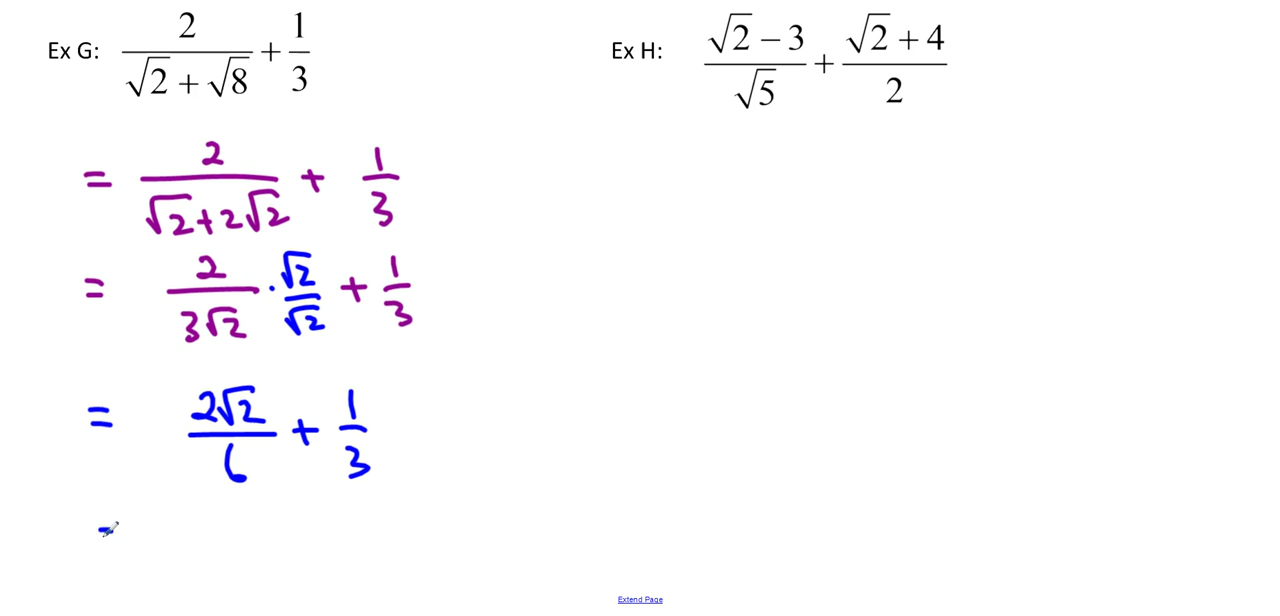 Ex G: 2/(√2 + √8) + 1/3
= 2/(√2 + 2√2) + 1/3
= 2/(3√2) · √2/√2 + 1/3
= 2√2/6 + 1/3
Ex H: (√2 − 3)/√5 + (√2 + 4)/2
Extend Page